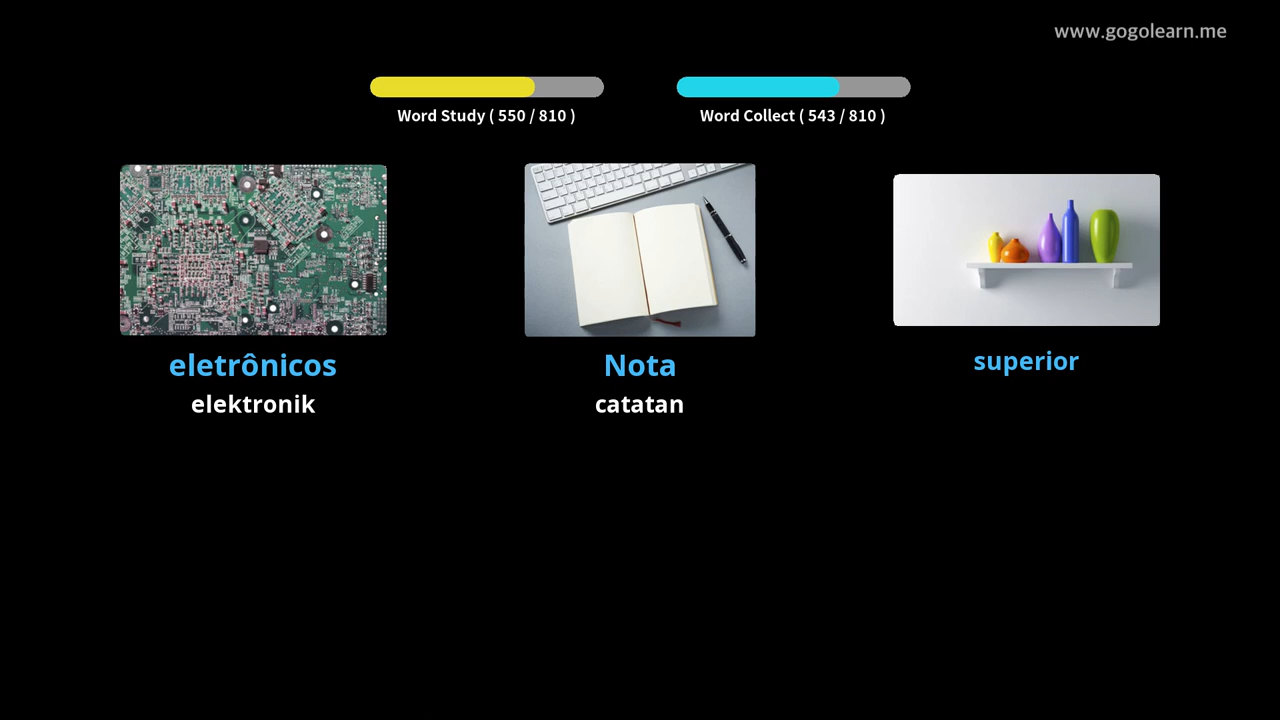 www.gogolearn.me
Word Study ( 550 / 810 )
Word Collect ( 543 / 810 )
eletrônicos
elektronik
Nota
catatan
superior